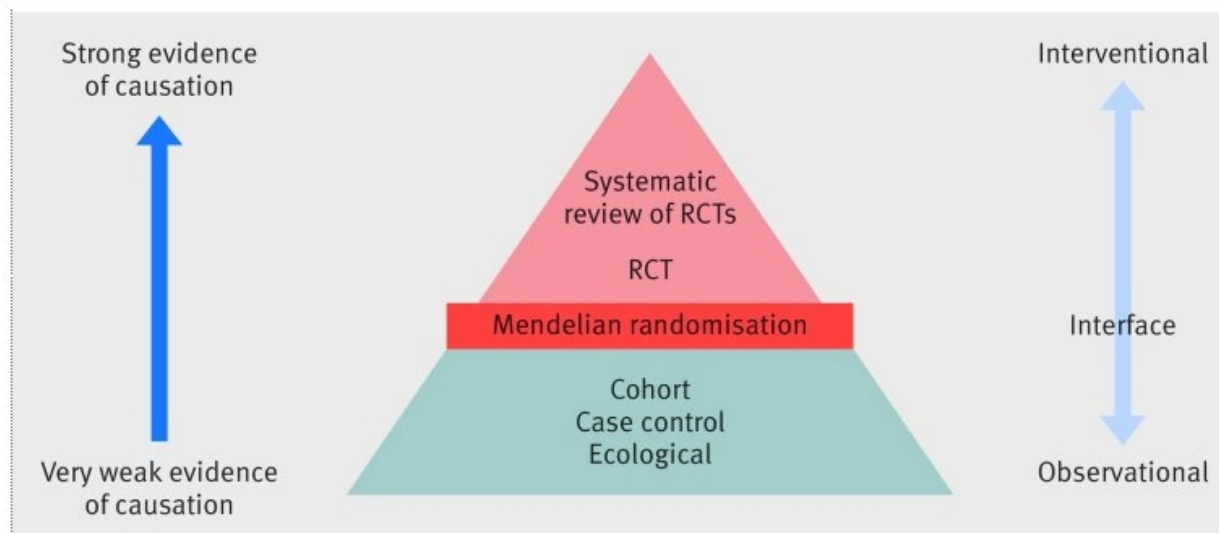 Strong evidence
of causation
Very weak evidence
of causation
Systematic
review of RCTs
RCT
Mendelian randomisation
Cohort
Case control
Ecological
Interventional
Interface
Observational